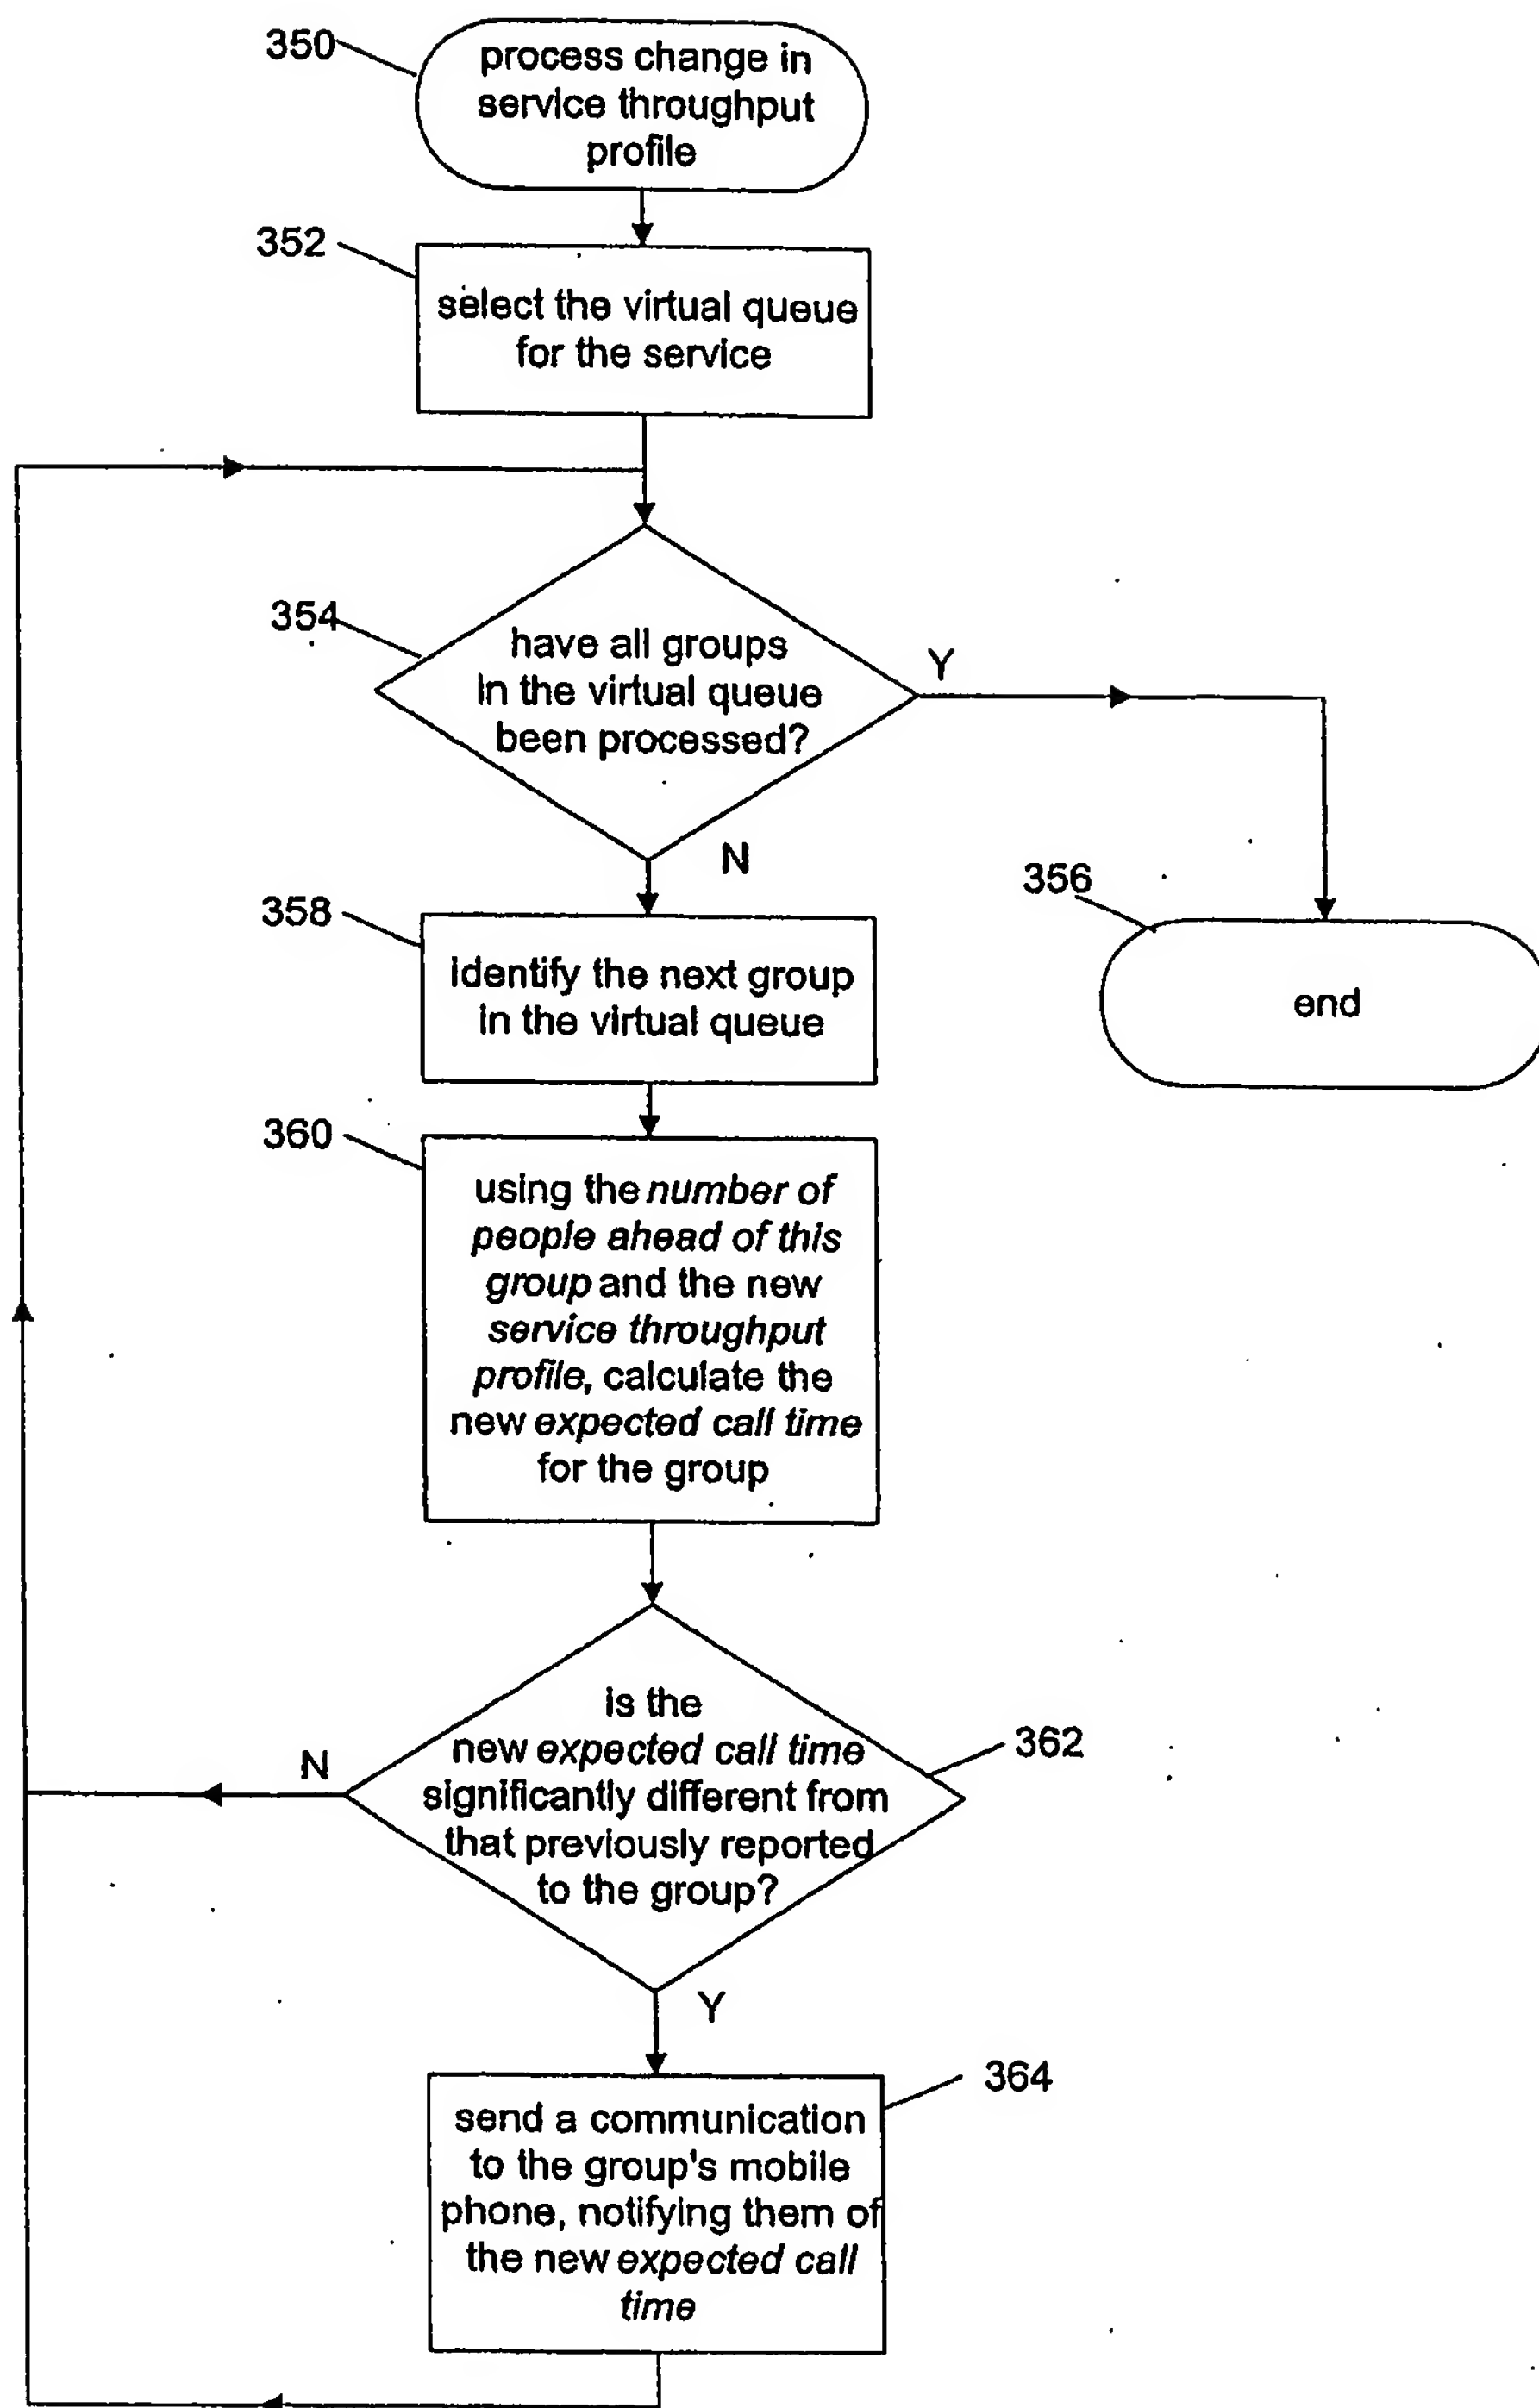 350
process change in
service throughput
profile
352
select the virtual queue
for the service
354
have all groups
in the virtual queue
been processed?
Y
N
356
end
358
identify the next group
in the virtual queue
360
using the number of
people ahead of this
group and the new
service throughput
profile, calculate the
new expected call time
for the group
362
is the
new expected call time
significantly different from
that previously reported
to the group?
N
Y
364
send a communication
to the group's mobile
phone, notifying them of
the new expected call
time